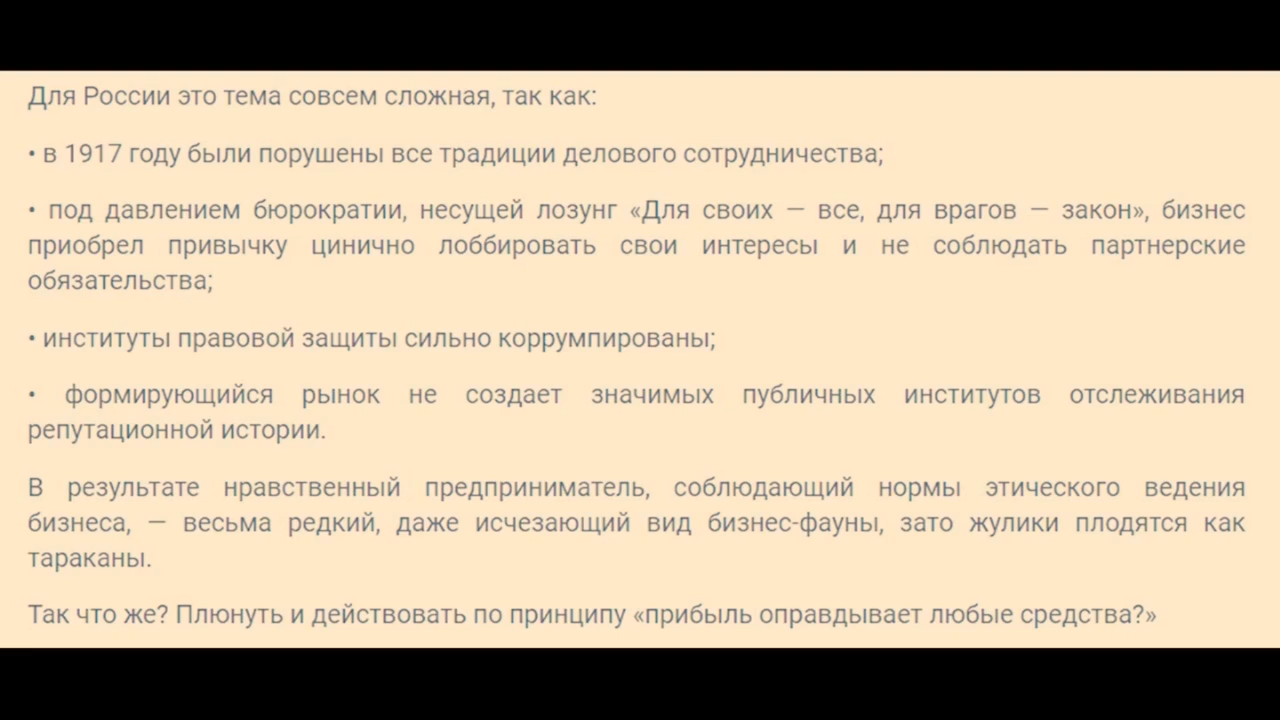 Для России это тема совсем сложная, так как:
• в 1917 году были порушены все традиции делового сотрудничества;
• под давлением бюрократии, несущей лозунг «Для своих — все, для врагов — закон», бизнес
приобрел привычку цинично лоббировать свои интересы и не соблюдать партнерские
обязательства;
• институты правовой защиты сильно коррумпированы;
• формирующийся рынок не создает значимых публичных институтов отслеживания
репутационной истории.
В результате нравственный предприниматель, соблюдающий нормы этического ведения
бизнеса, — весьма редкий, даже исчезающий вид бизнес-фауны, зато жулики плодятся как
тараканы.
Так что же? Плюнуть и действовать по принципу «прибыль оправдывает любые средства?»